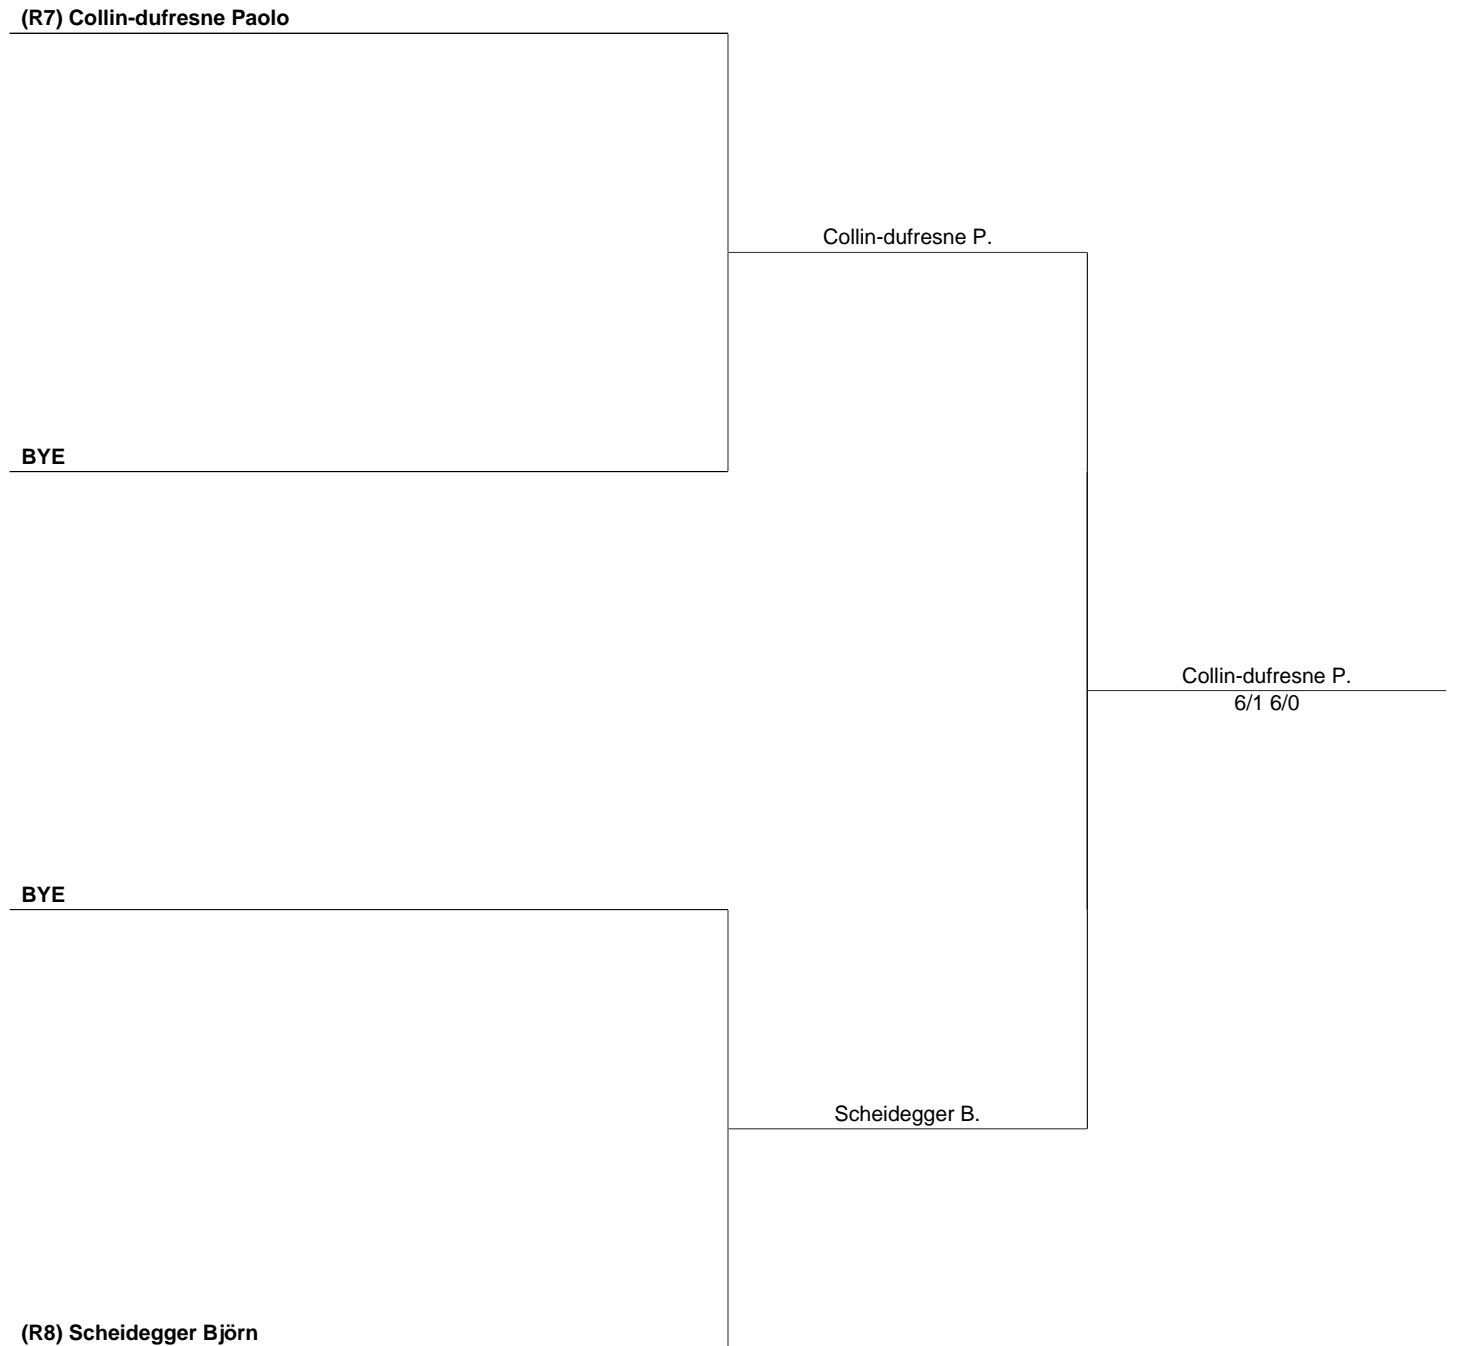 (R7) Collin-dufresne Paolo
Collin-dufresne P.
BYE
Collin-dufresne P.
6/1 6/0
BYE
Scheidegger B.
(R8) Scheidegger Björn